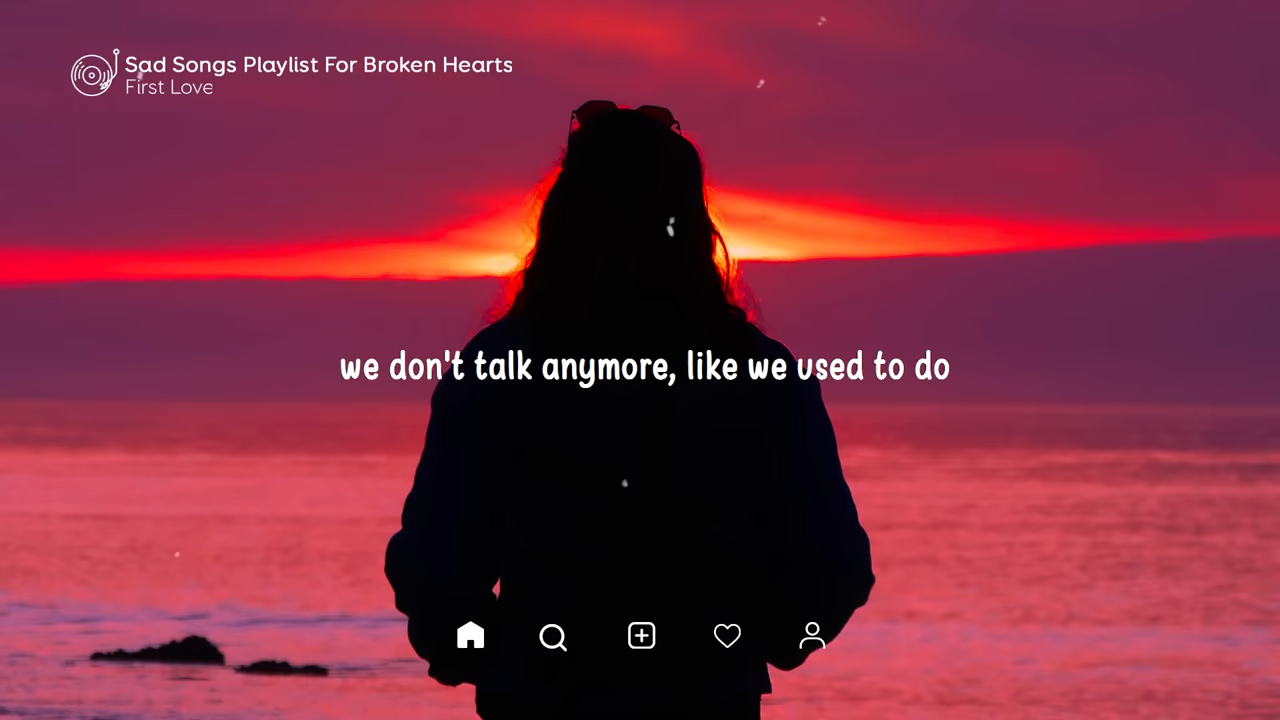 Sad Songs Playlist For Broken Hearts
First Love
we don't talk anymore, like we used to do